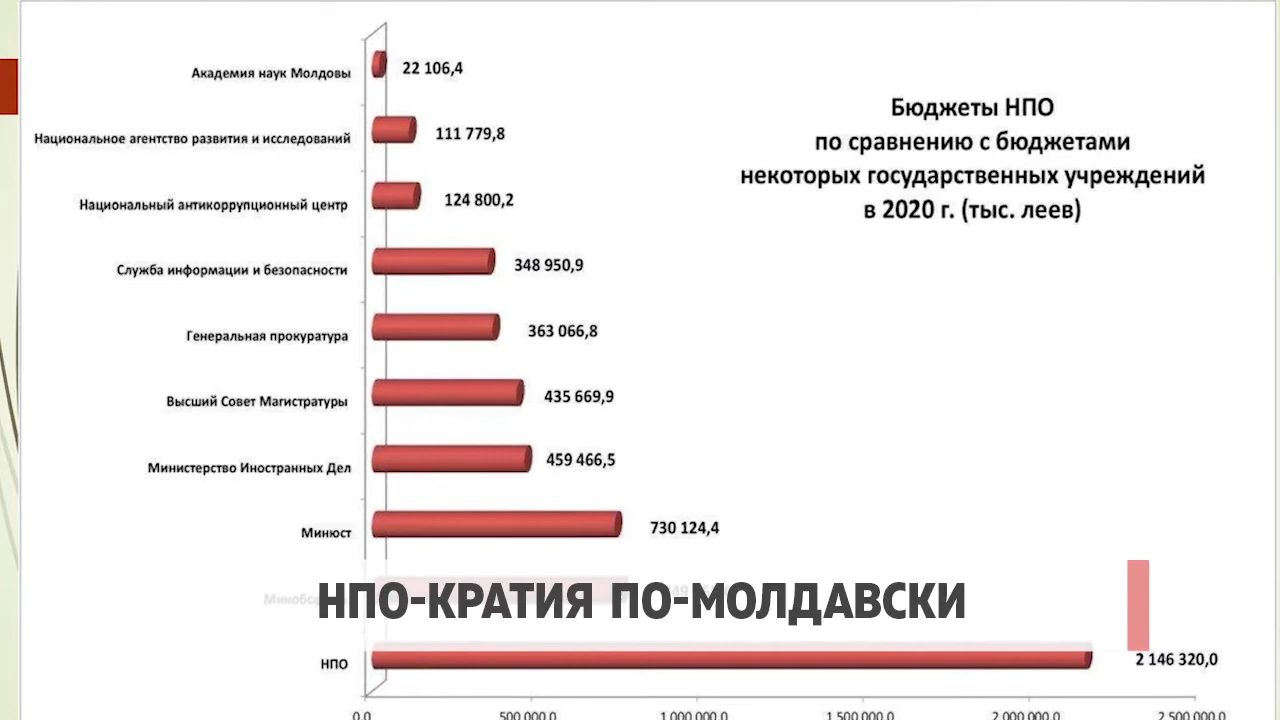 Бюджеты НПО
по сравнению с бюджетами
некоторых государственных учреждений
в 2020 г. (тыс. леев)
Академия наук Молдовы 22 106,4
Национальное агентство развития и исследований 111 779,8
Национальный антикоррупционный центр 124 800,2
Служба информации и безопасности 348 950,9
Генеральная прокуратура 363 066,8
Высший Совет Магистратуры 435 669,9
Министерство Иностранных Дел 459 466,5
Минюст 730 124,4
НПО-КРАТИЯ ПО-МОЛДАВСКИ
НПО 2 146 320,0
0,0 500 000,0 1 000 000,0 1 500 000,0 2 000 000,0 2 500 000,0